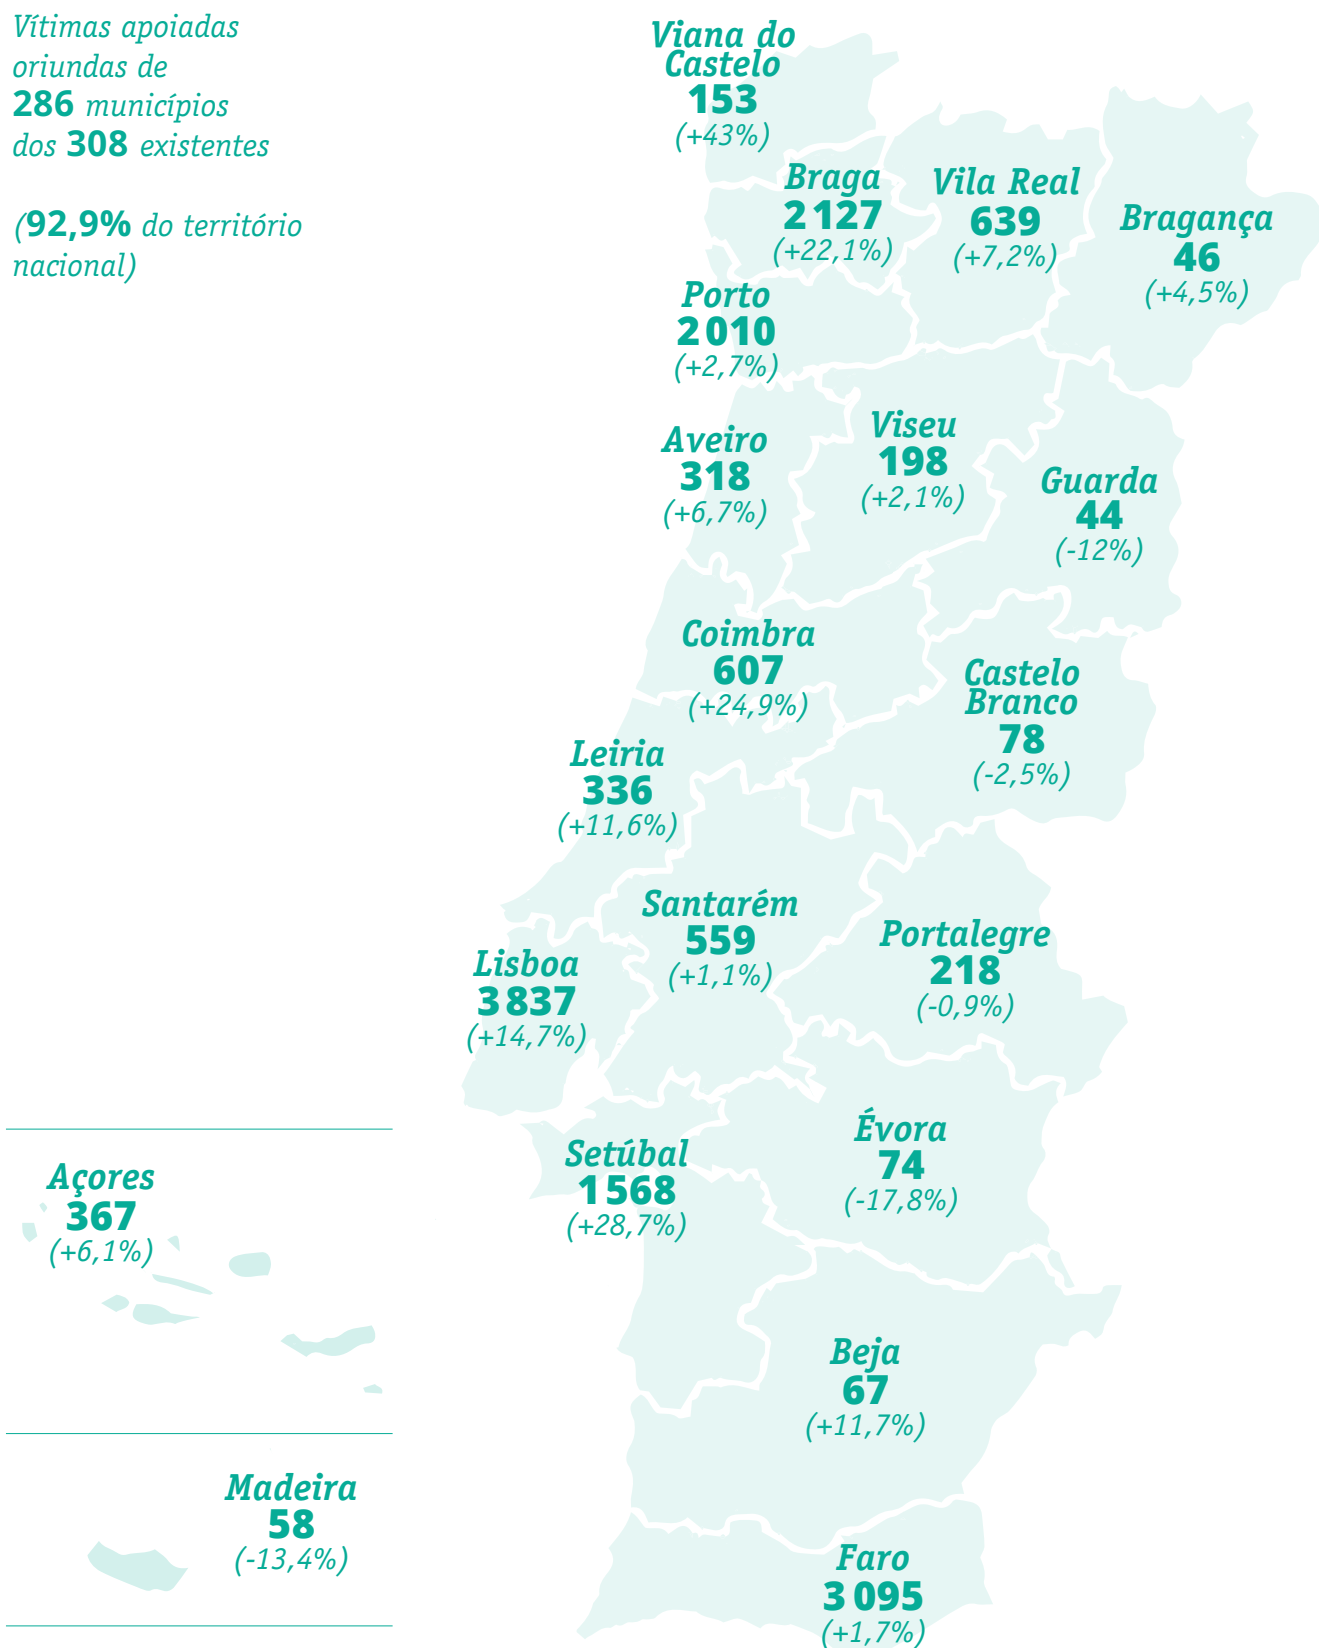 Vítimas apoiadas
oriundas de
286 municípios
dos 308 existentes
(92,9% do território
nacional)
Viana do
Castelo
153
(+43%)
Braga
2 127
(+22,1%)
Vila Real
639
(+7,2%)
Bragança
46
(+4,5%)
Porto
2 010
(+2,7%)
Aveiro
318
(+6,7%)
Viseu
198
(+2,1%)
Guarda
44
(-12%)
Coimbra
607
(+24,9%)
Castelo
Branco
78
(-2,5%)
Leiria
336
(+11,6%)
Santarém
559
(+1,1%)
Portalegre
218
(-0,9%)
Lisboa
3 837
(+14,7%)
Évora
74
(-17,8%)
Setúbal
1 568
(+28,7%)
Açores
367
(+6,1%)
Beja
67
(+11,7%)
Madeira
58
(-13,4%)
Faro
3 095
(+1,7%)